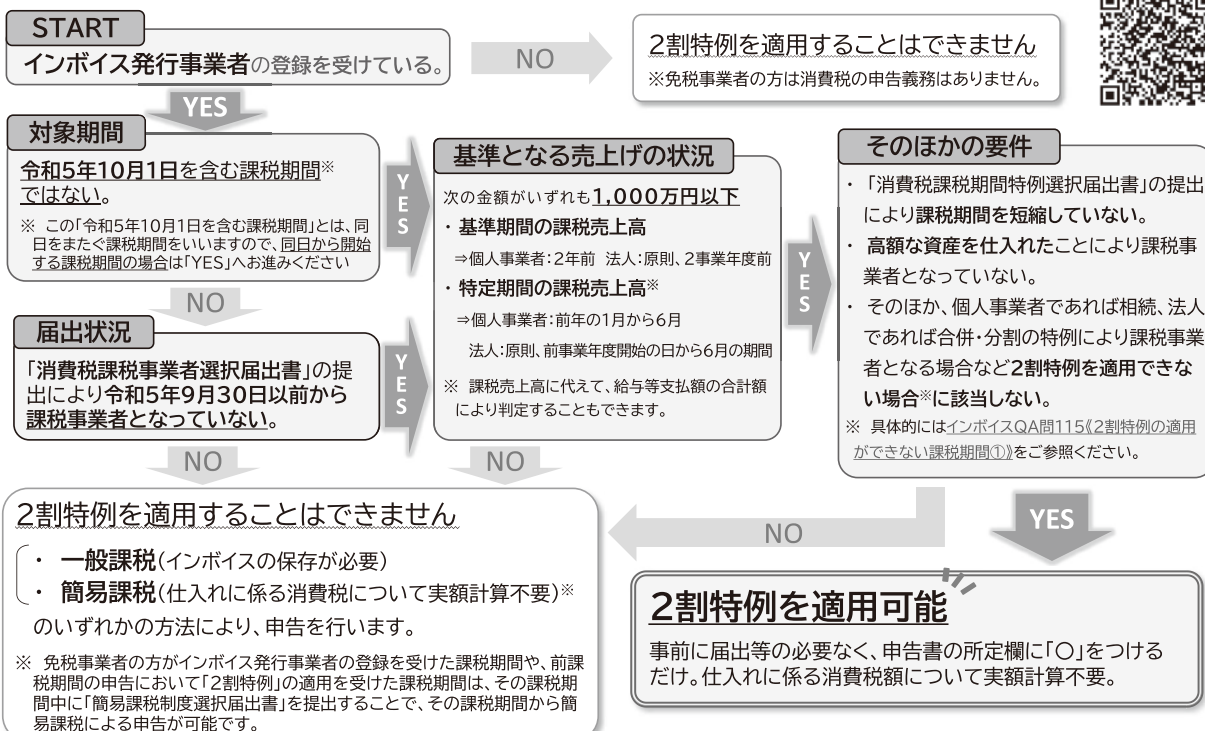 START
インボイス発行事業者の登録を受けている。
NO
2割特例を適用することはできません
※免税事業者の方は消費税の申告義務はありません。
YES
対象期間
令和5年10月1日を含む課税期間※
ではない。
※ この「令和5年10月1日を含む課税期間」とは、同
日をまたぐ課税期間をいいますので、同日から開始
する課税期間の場合は「YES」へお進みください
YES
NO
届出状況
「消費税課税事業者選択届出書」の提
出により令和5年9月30日以前から
課税事業者となっていない。
YES
NO
基準となる売上げの状況
次の金額がいずれも1,000万円以下
・ 基準期間の課税売上高
⇒個人事業者:2年前 法人:原則、2事業年度前
・ 特定期間の課税売上高※
⇒個人事業者:前年の1月から6月
法人:原則、前事業年度開始の日から6月の期間
※ 課税売上高に代えて、給与等支払額の合計額
により判定することもできます。
YES
NO
そのほかの要件
・ 「消費税課税期間特例選択届出書」の提出
により課税期間を短縮していない。
・ 高額な資産を仕入れたことにより課税事
業者となっていない。
・ そのほか、個人事業者であれば相続、法人
であれば合併・分割の特例により課税事業
者となる場合など2割特例を適用できな
い場合※に該当しない。
※ 具体的にはインボイスQA問115《2割特例の適用
ができない課税期間①》をご参照ください。
NO
YES
2割特例を適用することはできません
・ 一般課税(インボイスの保存が必要)
・ 簡易課税(仕入れに係る消費税について実額計算不要)※
のいずれかの方法により、申告を行います。
※ 免税事業者の方がインボイス発行事業者の登録を受けた課税期間や、前課
税期間の申告において「2割特例」の適用を受けた課税期間は、その課税期
間中に「簡易課税制度選択届出書」を提出することで、その課税期間から簡
易課税による申告が可能です。
2割特例を適用可能
事前に届出等の必要なく、申告書の所定欄に「〇」をつける
だけ。仕入れに係る消費税額について実額計算不要。